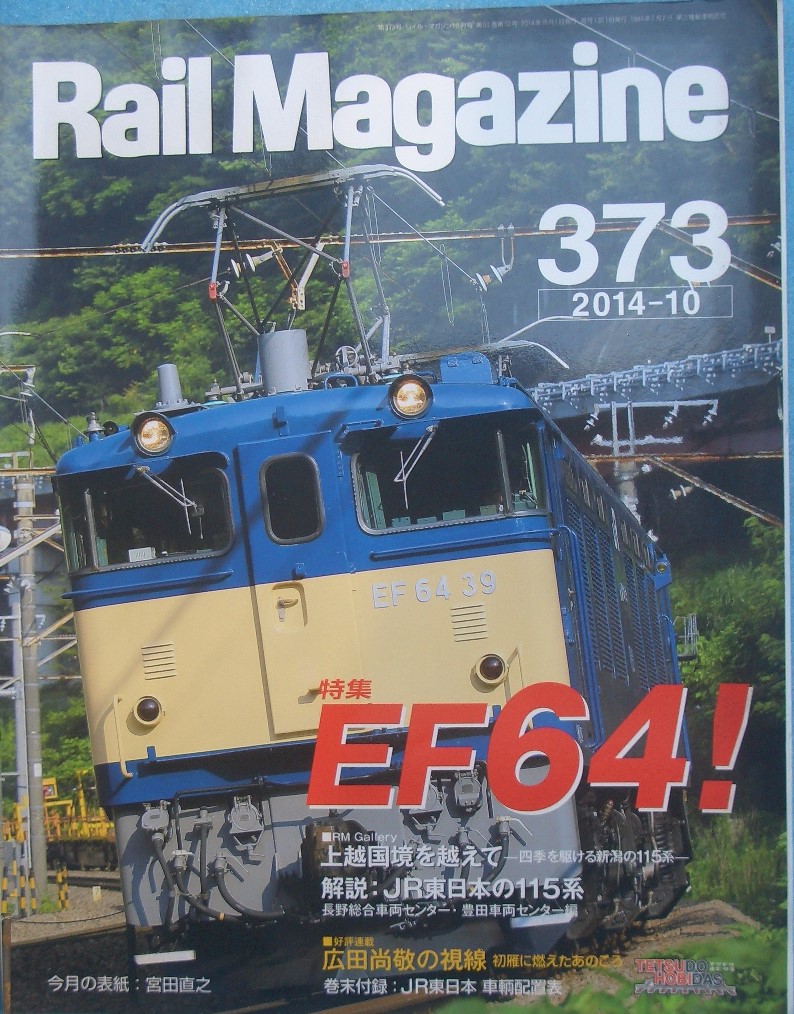 Rail Magazine
373
2014-10
EF 64 39
特集
EF64!
■RM Gallery
上越国境を越えて—四季を駆ける新潟の115系—
解説：JR東日本の115系
長野総合車両センター・豊田車両センター編
■好評連載
広田尚敬の視線 初雁に燃えたあのころ
今月の表紙：宮田直之
巻末付録：JR東日本 車輌配置表
TETSUDO
HOBIDAS